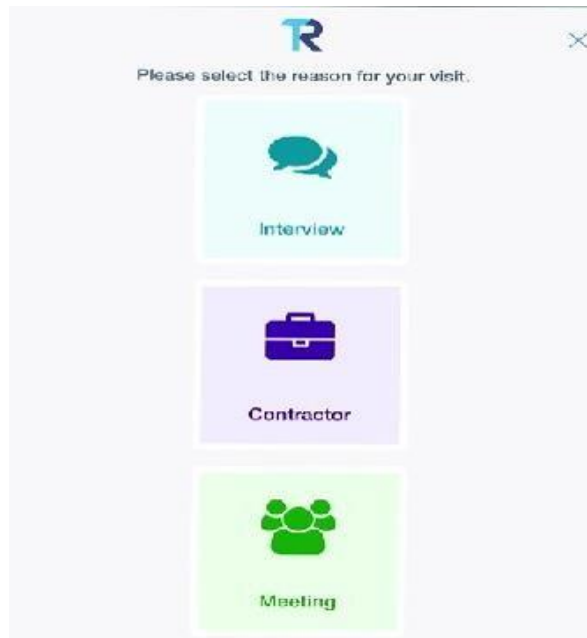 TR
Please select the reason for your visit.
Interview
Contractor
Meeting